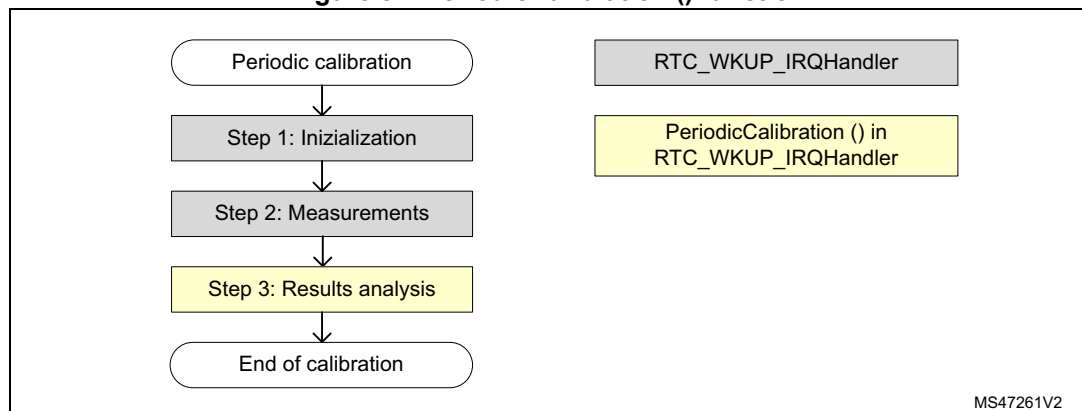 Periodic calibration
Step 1: Inizialization
Step 2: Measurements
Step 3: Results analysis
End of calibration
RTC_WKUP_IRQHandler
PeriodicCalibration () in
RTC_WKUP_IRQHandler
MS47261V2